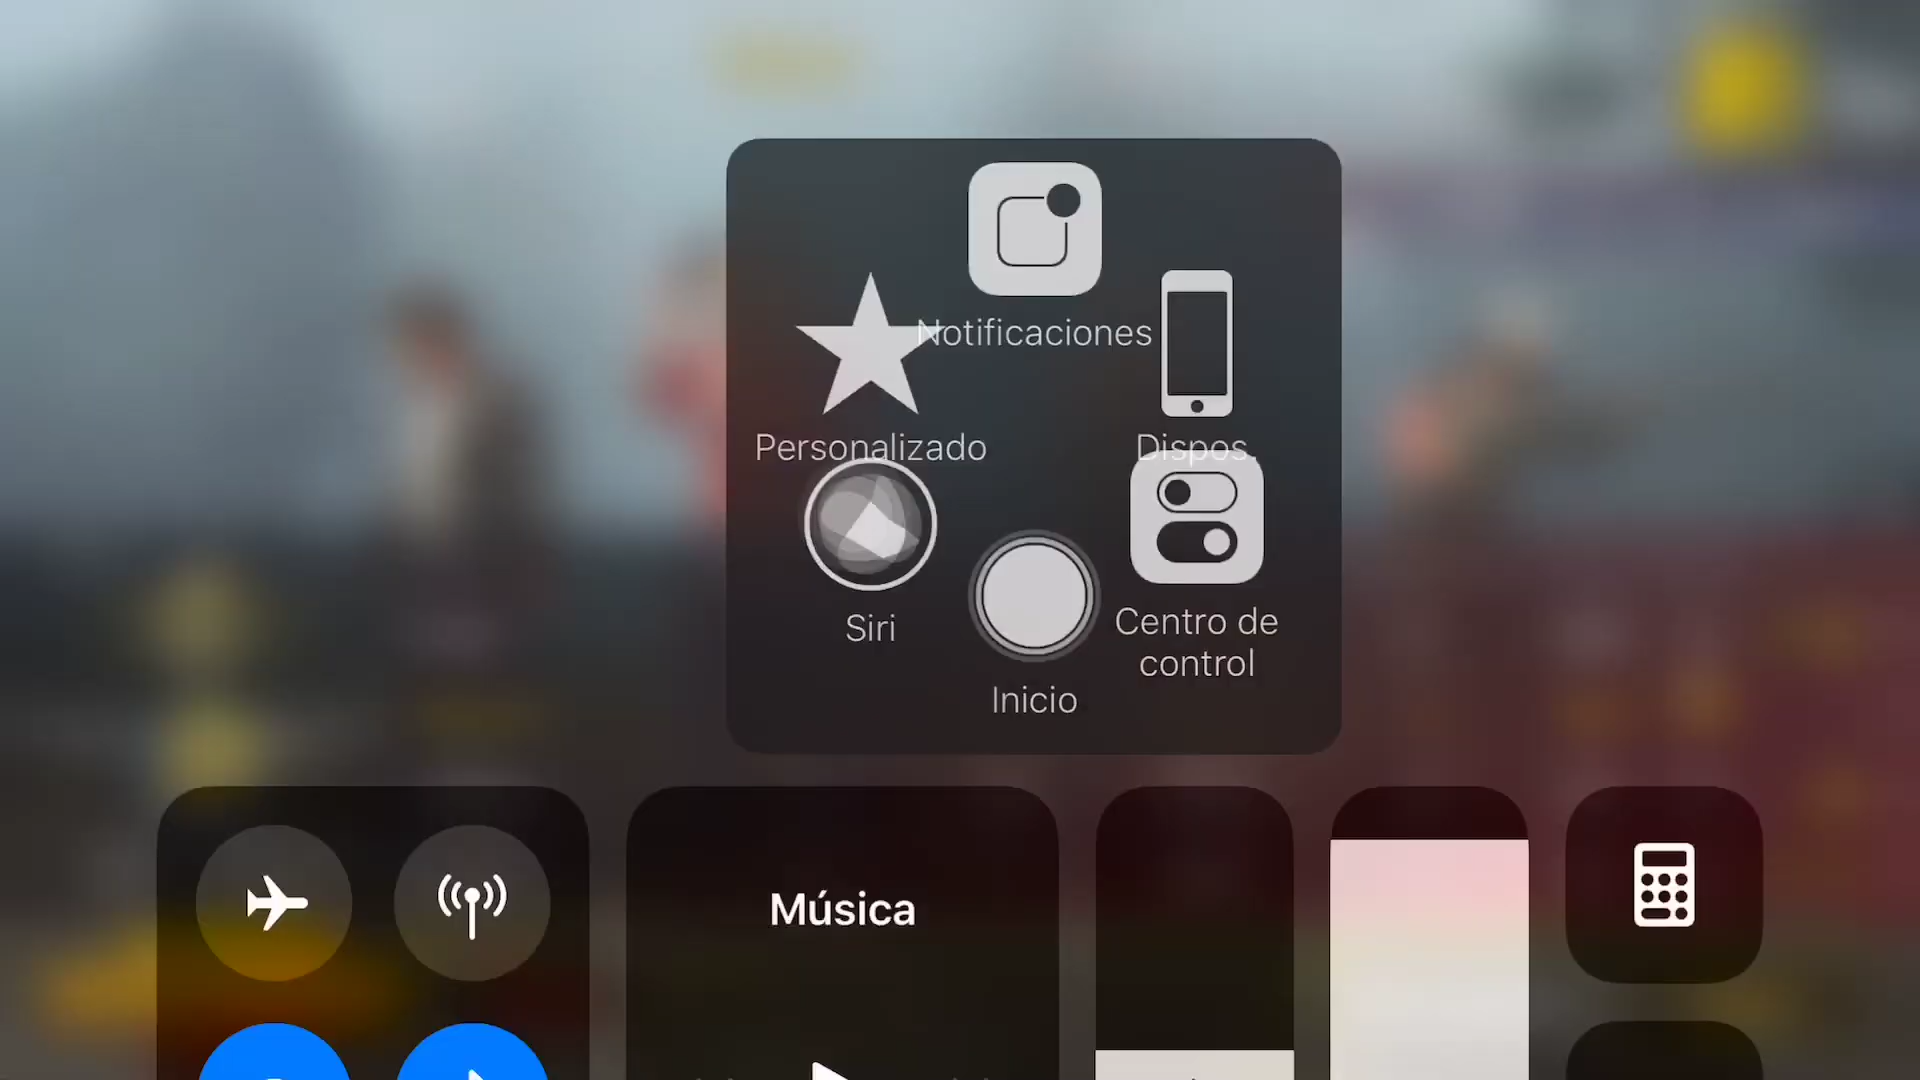 Notificaciones
Personalizado
Dispos.
Siri
Centro de
control
Inicio
Música